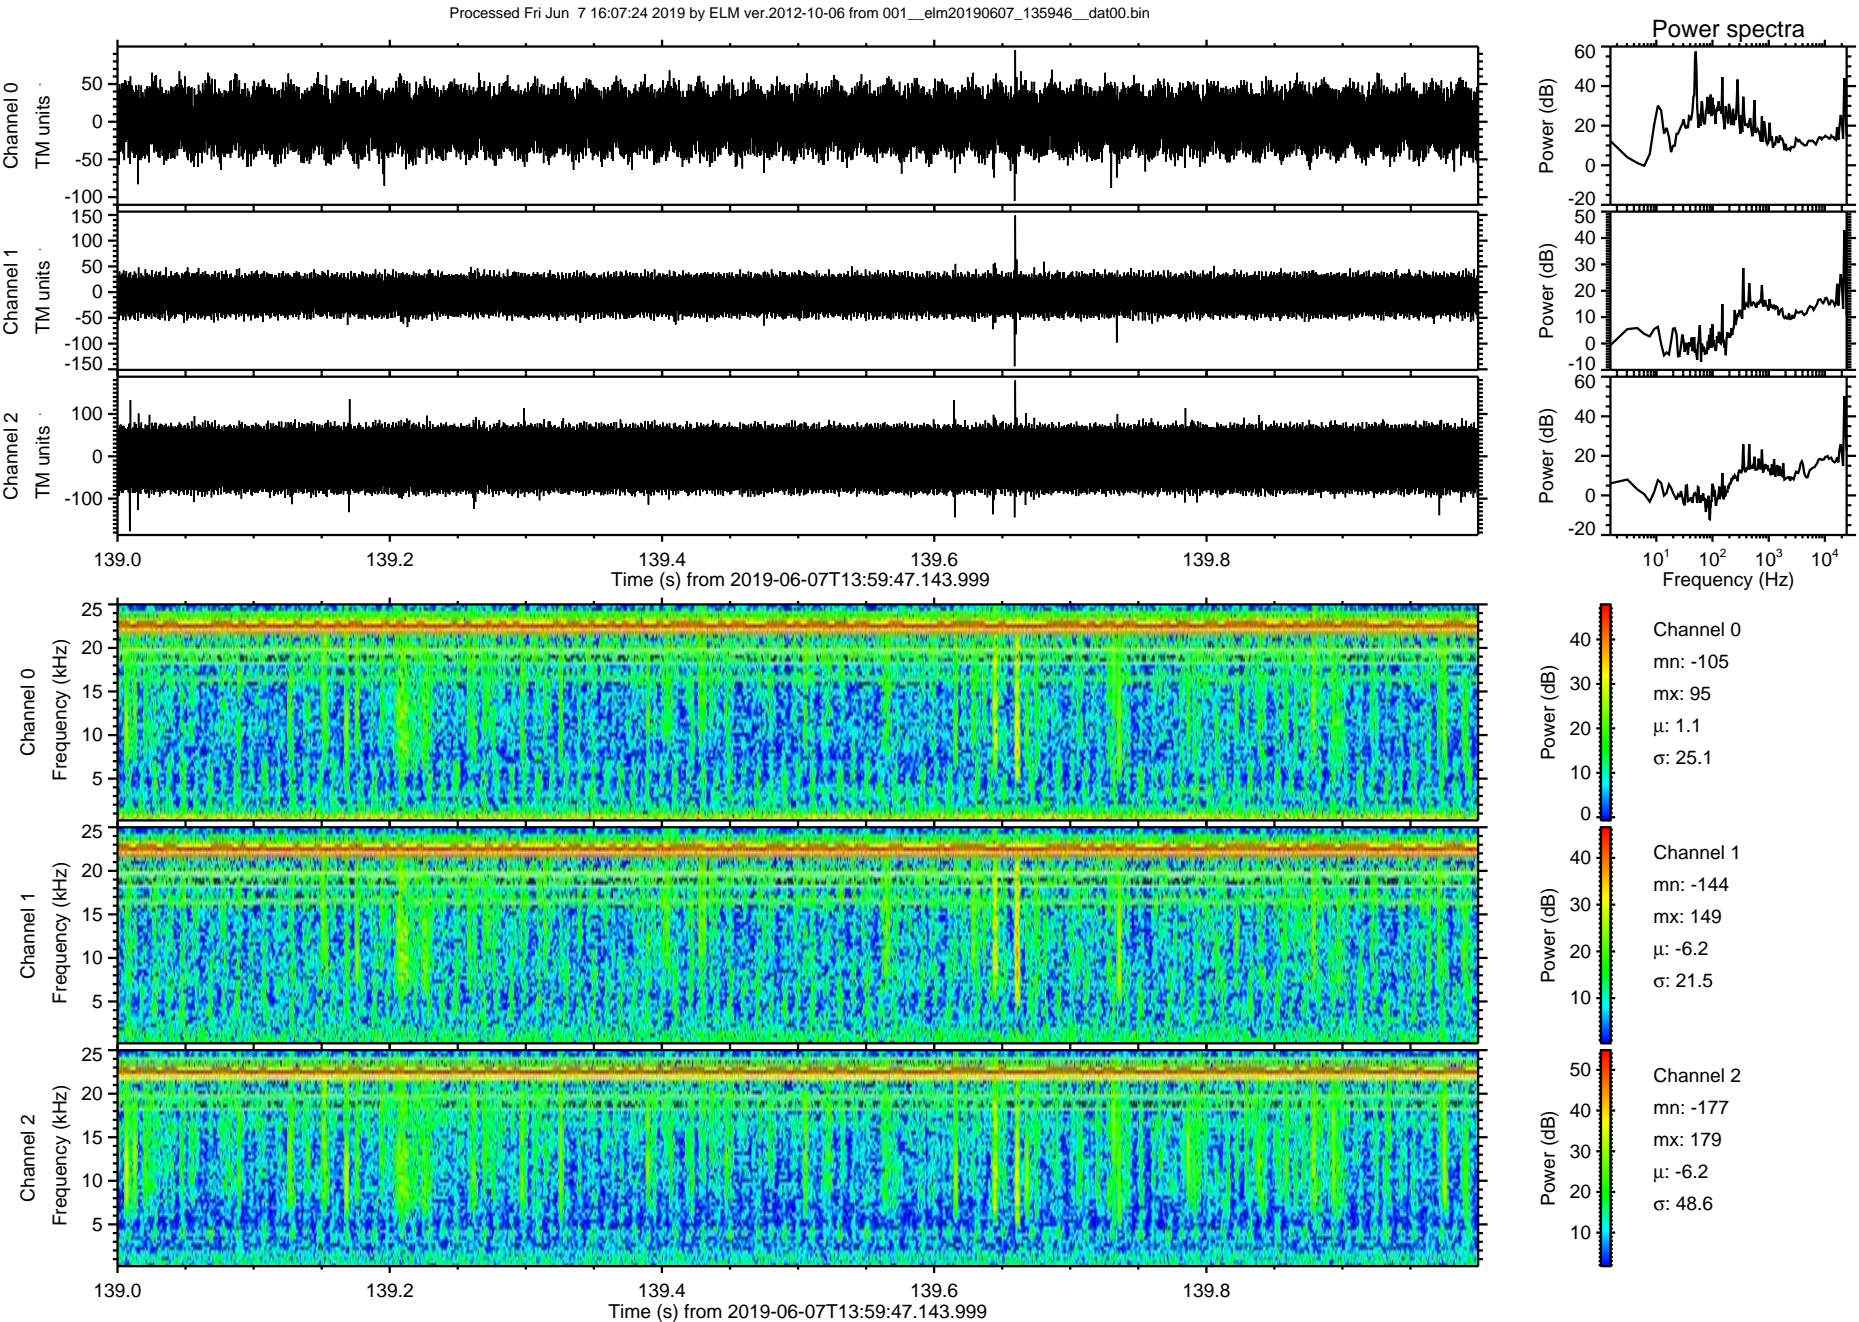 Processed Fri Jun  7 16:07:24 2019 by ELM ver.2012-10-06 from 001__elm20190607_135946__dat00.bin
Power spectra
Channel 0
TM units
50
0
-50
-100
Power (dB)
60
40
20
0
-20
Channel 1
TM units
150
100
50
0
-50
-100
-150
Power (dB)
50
40
30
20
10
0
-10
Channel 2
TM units
100
0
-100
Power (dB)
60
40
20
0
-20
139.0 139.2 139.4 139.6 139.8
Time (s) from 2019-06-07T13:59:47.143.999
10¹ 10² 10³ 10⁴
Frequency (Hz)
Channel 0
Frequency (kHz)
25
20
15
10
5
Power (dB)
40
30
20
10
0
Channel 0
mn: -105
mx: 95
μ: 1.1
σ: 25.1
Channel 1
Frequency (kHz)
25
20
15
10
5
Power (dB)
40
30
20
10
Channel 1
mn: -144
mx: 149
μ: -6.2
σ: 21.5
Channel 2
Frequency (kHz)
25
20
15
10
5
Power (dB)
50
40
30
20
10
Channel 2
mn: -177
mx: 179
μ: -6.2
σ: 48.6
139.0 139.2 139.4 139.6 139.8
Time (s) from 2019-06-07T13:59:47.143.999